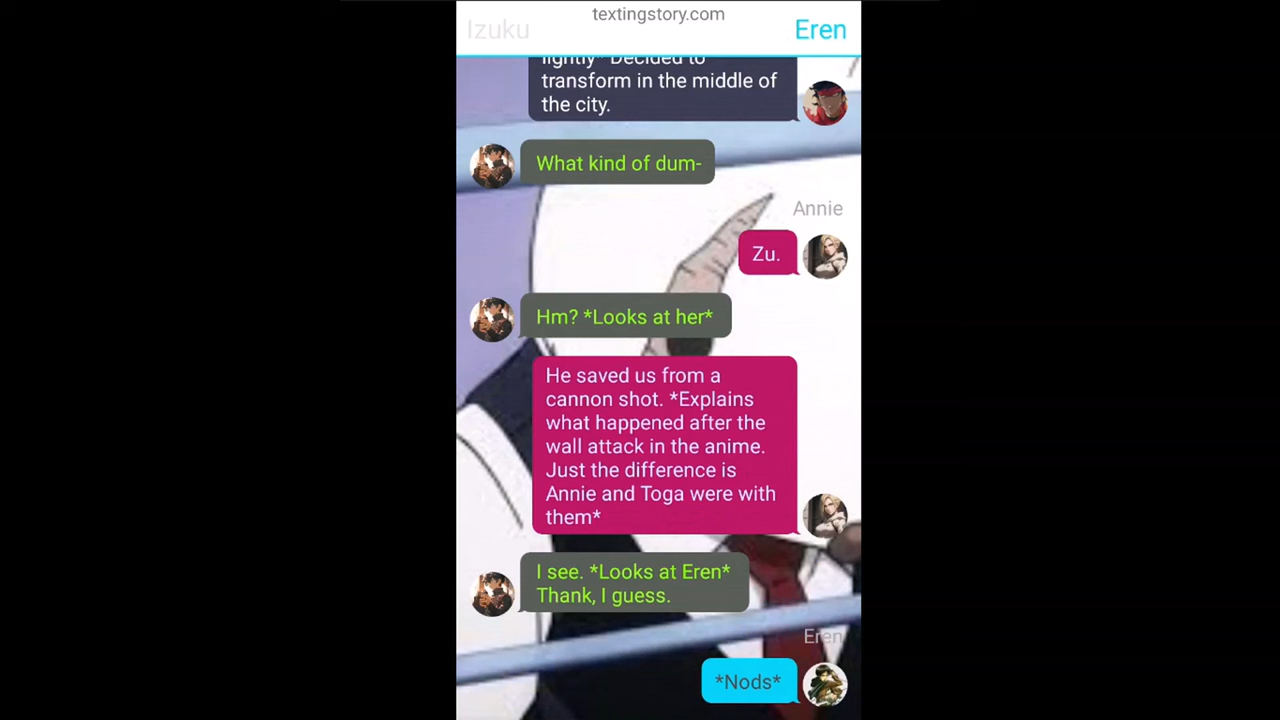 textingstory.com
Izuku
Eren
lightly* Decided to
transform in the middle of
the city.
What kind of dum-
Annie
Zu.
Hm? *Looks at her*
He saved us from a
cannon shot. *Explains
what happened after the
wall attack in the anime.
Just the difference is
Annie and Toga were with
them*
I see. *Looks at Eren*
Thank, I guess.
Eren
*Nods*